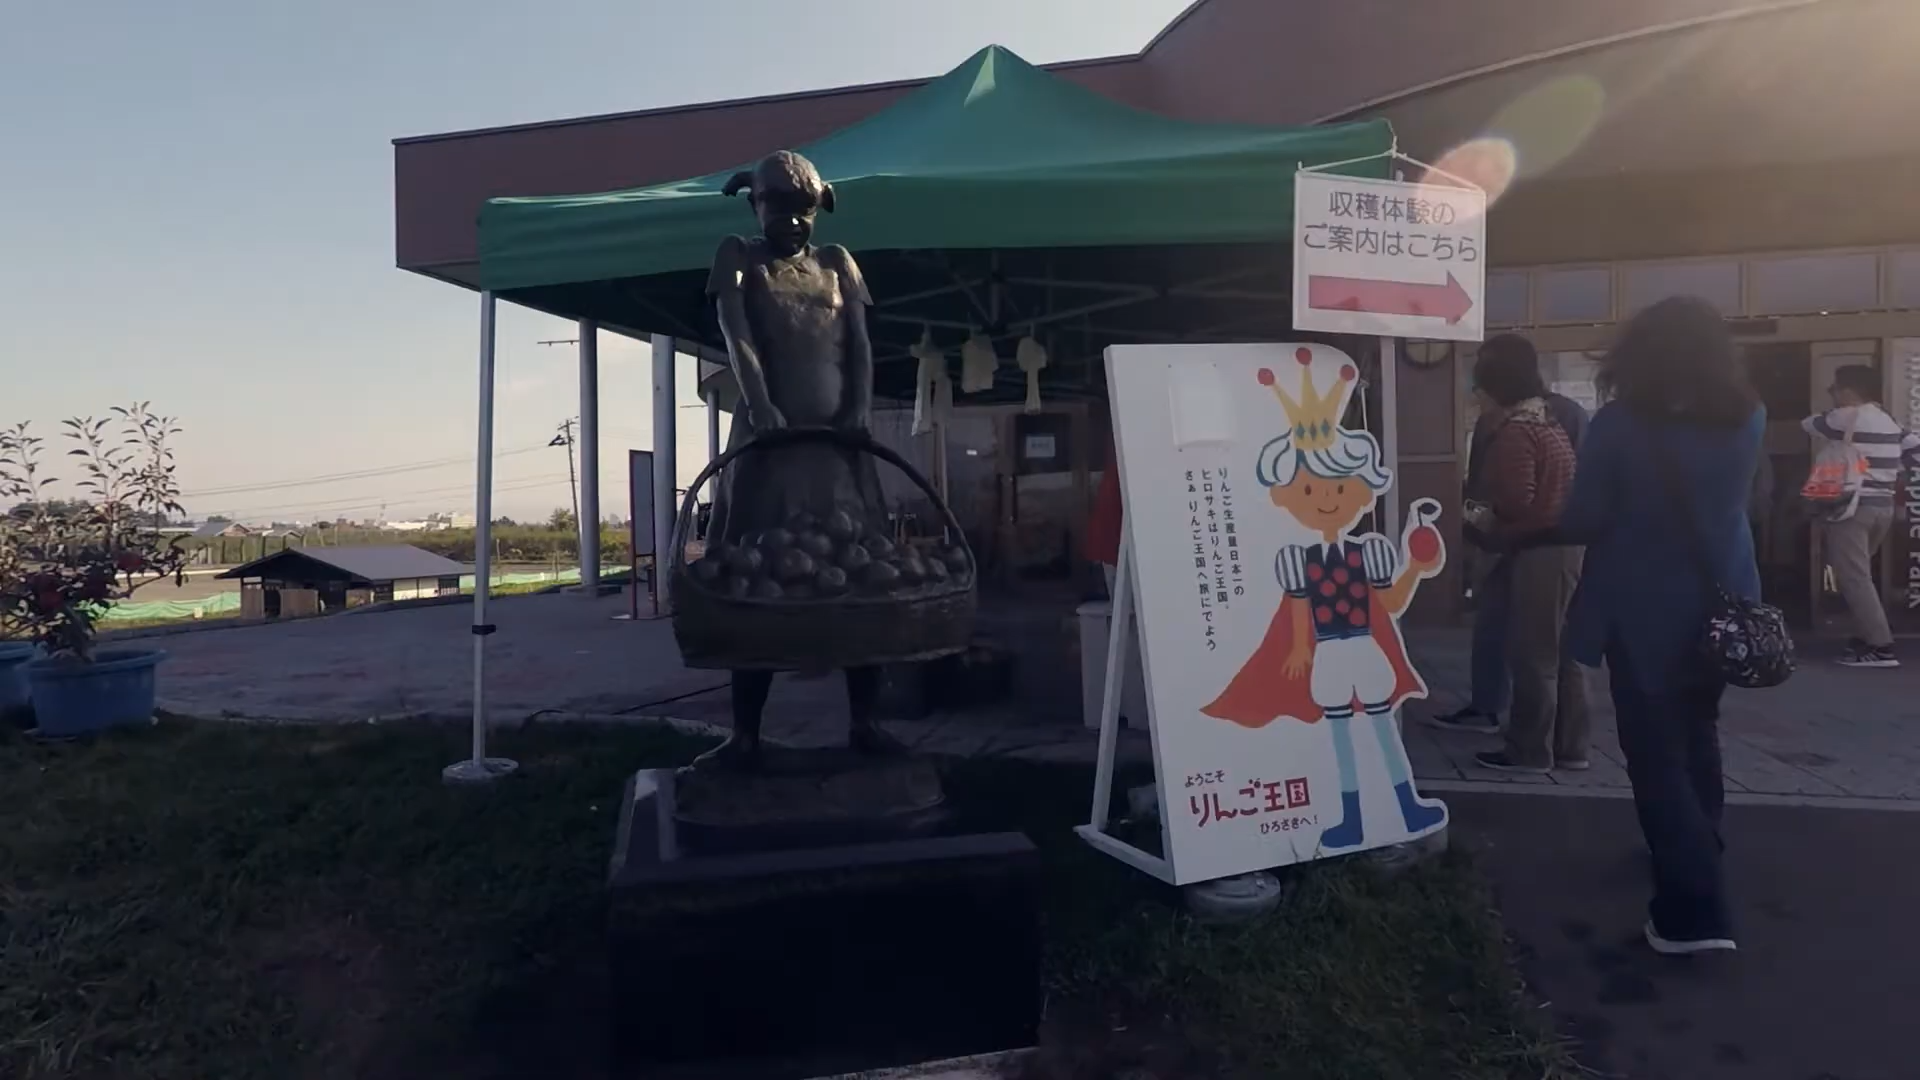 収穫体験の
ご案内はこちら
りんご生産量日本一の
ヒロサキはりんご王国。
さぁ りんご王国へ旅にでよう
ようこそ
りんご王国
ひろさきへ!
Apple Park